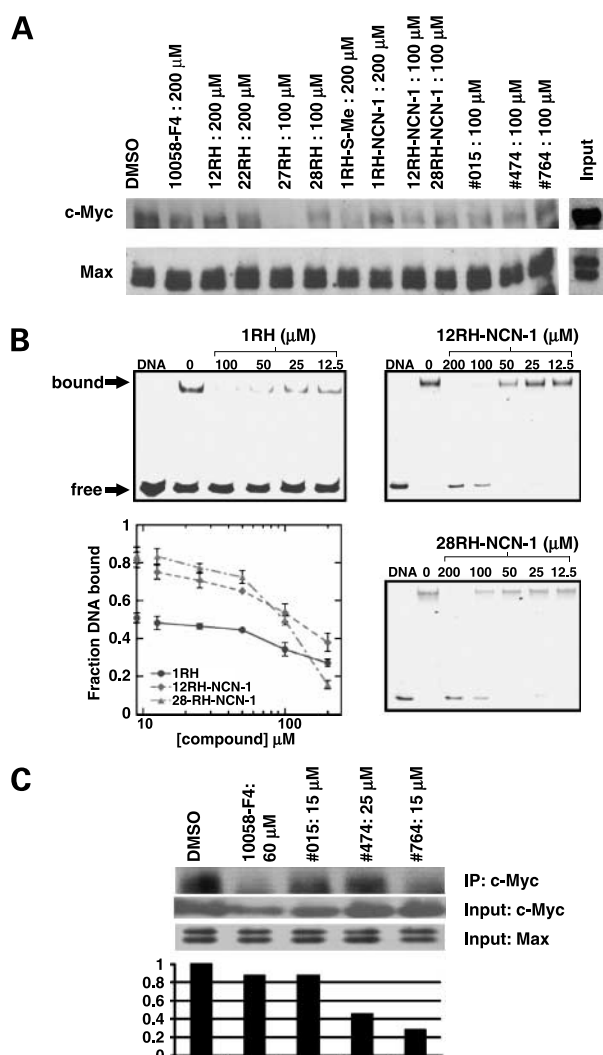 A
DMSO
10058-F4 : 200 μM
12RH : 200 μM
22RH : 200 μM
27RH : 100 μM
28RH : 100 μM
1RH-S-Me : 200 μM
1RH-NCN-1 : 200 μM
12RH-NCN-1 : 100 μM
28RH-NCN-1 : 100 μM
#015 : 100 μM
#474 : 100 μM
#764 : 100 μM
Input
c-Myc
Max
B
1RH (μM)
DNA 0 100 50 25 12.5
bound
free
12RH-NCN-1 (μM)
DNA 0 200 100 50 25 12.5
Fraction DNA bound
1
0.8
0.6
0.4
0.2
0
1RH
12RH-NCN-1
28-RH-NCN-1
10 100
[compound] μM
28RH-NCN-1 (μM)
DNA 0 200 100 50 25 12.5
C
DMSO
10058-F4:
60 μM
#015: 15 μM
#474: 25 μM
#764: 15 μM
IP: c-Myc
Input: c-Myc
Input: Max
1
0.8
0.6
0.4
0.2
0